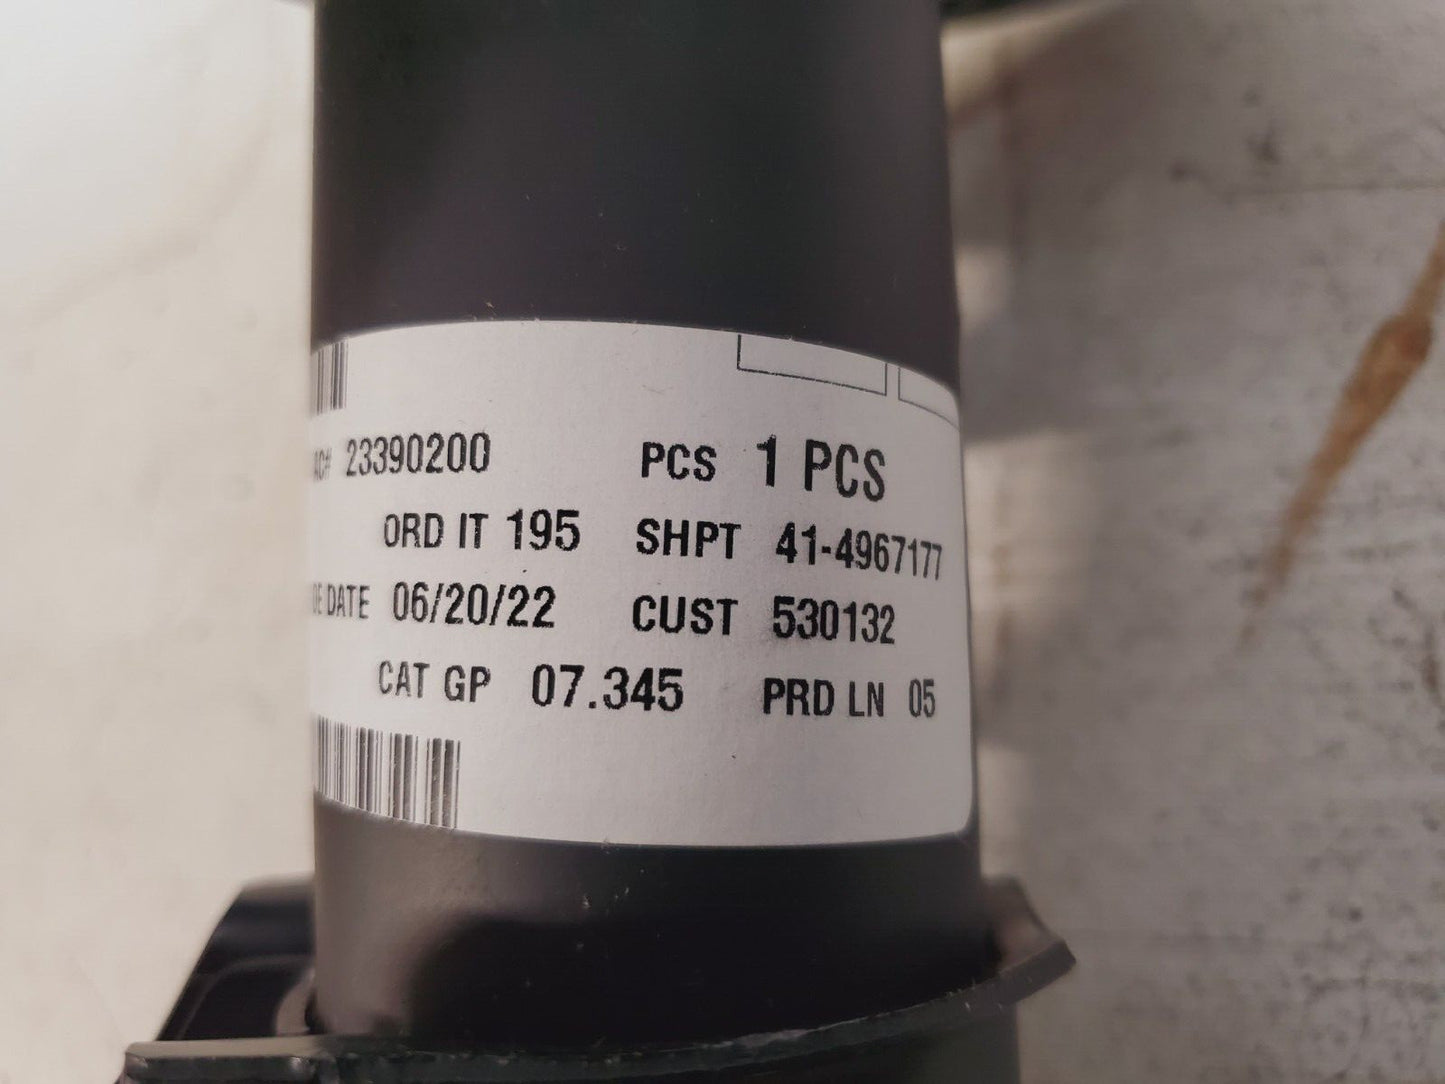 23390200 PCS 1 PCS
ORD IT 195 SHPT 41-4967177
DATE 06/20/22 CUST 530132
CAT GP 07.345 PRD LN 05